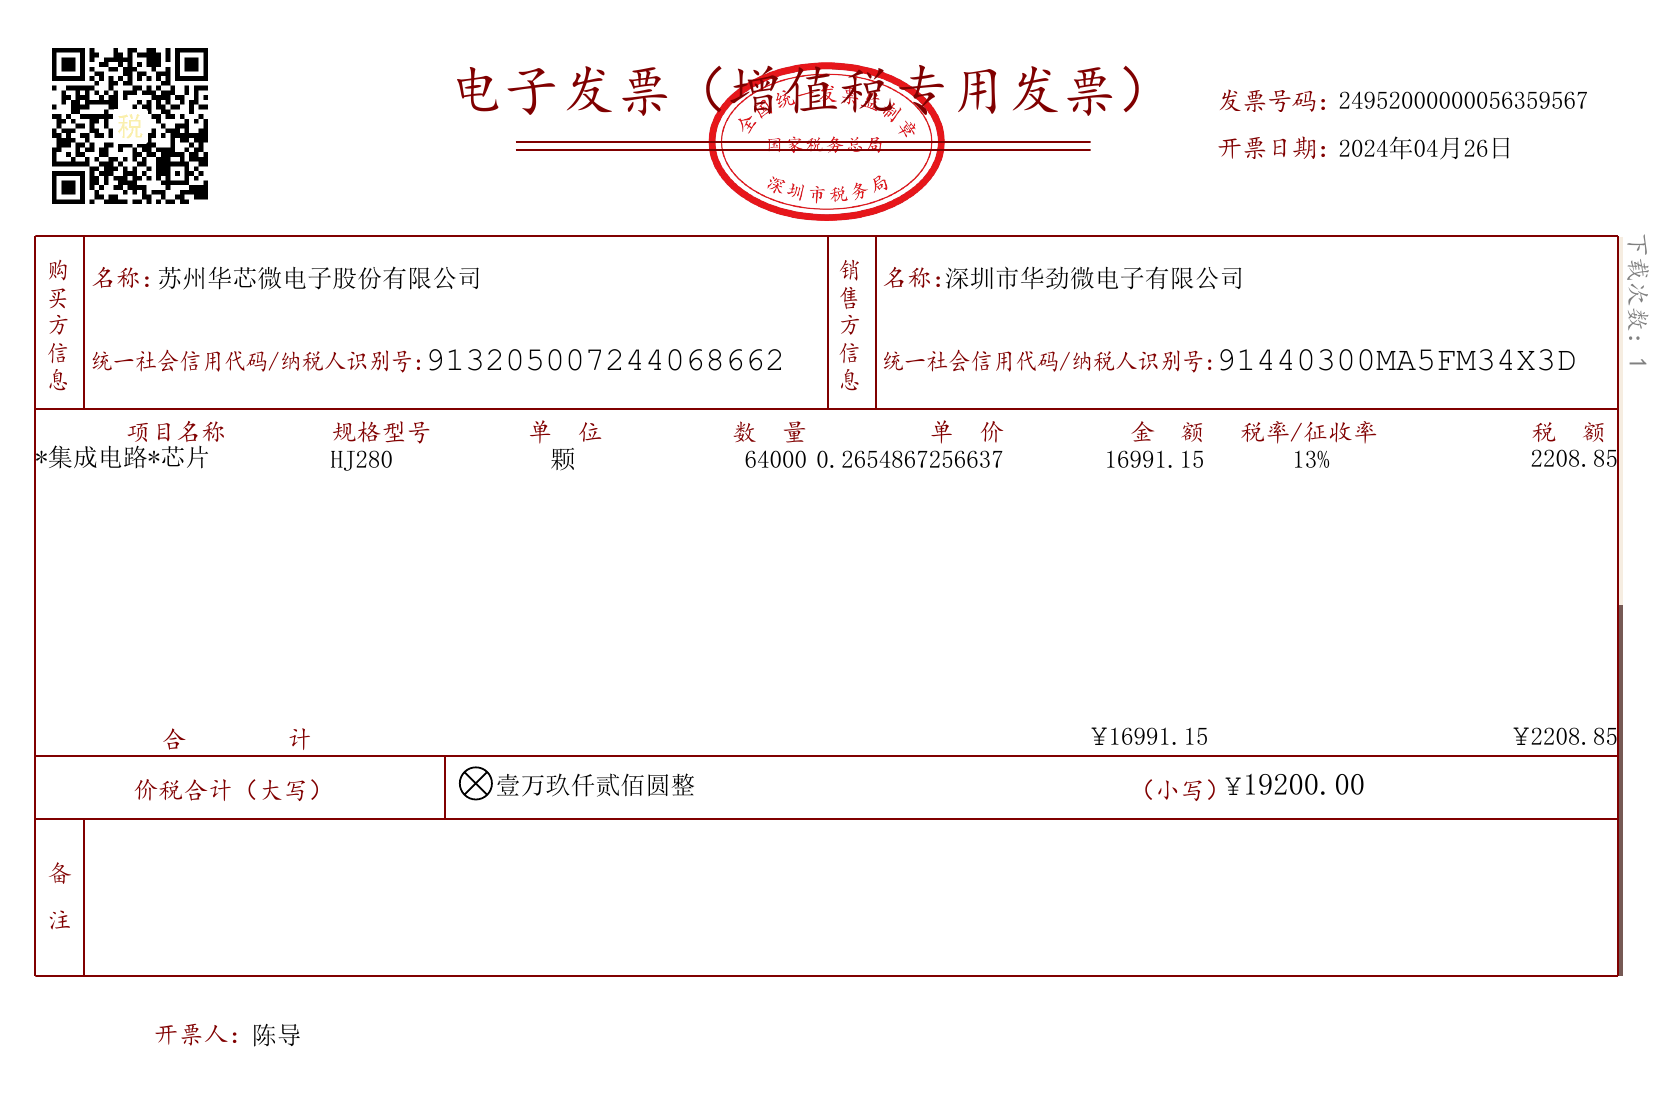 电子发票（增值税专用发票）
发票号码：24952000000056359567
开票日期：2024年04月26日
全国统一发票监制章
国家税务总局
深圳市税务局
税
下载次数：1
购买方信息
名称：苏州华芯微电子股份有限公司
统一社会信用代码/纳税人识别号：913205007244068662
销售方信息
名称：深圳市华劲微电子有限公司
统一社会信用代码/纳税人识别号：91440300MA5FM34X3D
项目名称 规格型号 单位 数量 单价 金额 税率/征收率 税额
*集成电路*芯片 HJ280 颗 64000 0.2654867256637 16991.15 13% 2208.85
合计 ¥16991.15 ¥2208.85
价税合计（大写） 壹万玖仟贰佰圆整 （小写）¥19200.00
备注
开票人：陈导